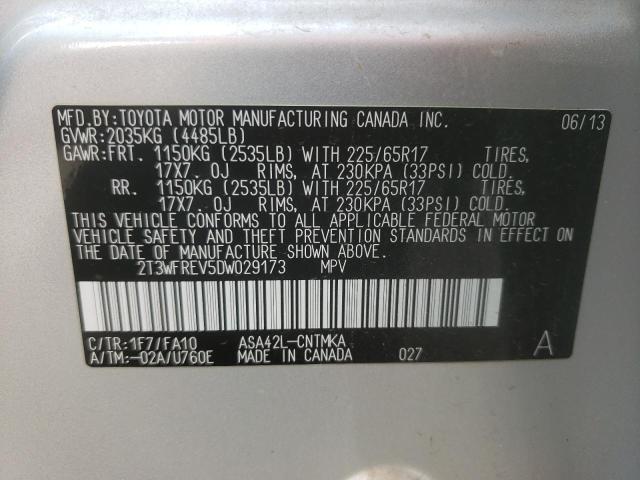 MFD.BY:TOYOTA MOTOR MANUFACTURING CANADA INC. 06/13
GVWR:2035KG (4485LB)
GAWR:FRT. 1150KG (2535LB) WITH 225/65R17 TIRES,
17X7. 0J RIMS, AT 230KPA (33PSI) COLD.
RR. 1150KG (2535LB) WITH 225/65R17 TIRES,
17X7. 0J RIMS, AT 230KPA (33PSI) COLD.
THIS VEHICLE CONFORMS TO ALL APPLICABLE FEDERAL MOTOR
VEHICLE SAFETY AND THEFT PREVENTION STANDARDS IN EFFECT ON
THE DATE OF MANUFACTURE SHOWN ABOVE.
2T3WFREV5DW029173 MPV
C/TR:1F7/FA10 ASA42L-CNTMKA
A/TM:-02A/U760E MADE IN CANADA 027 A